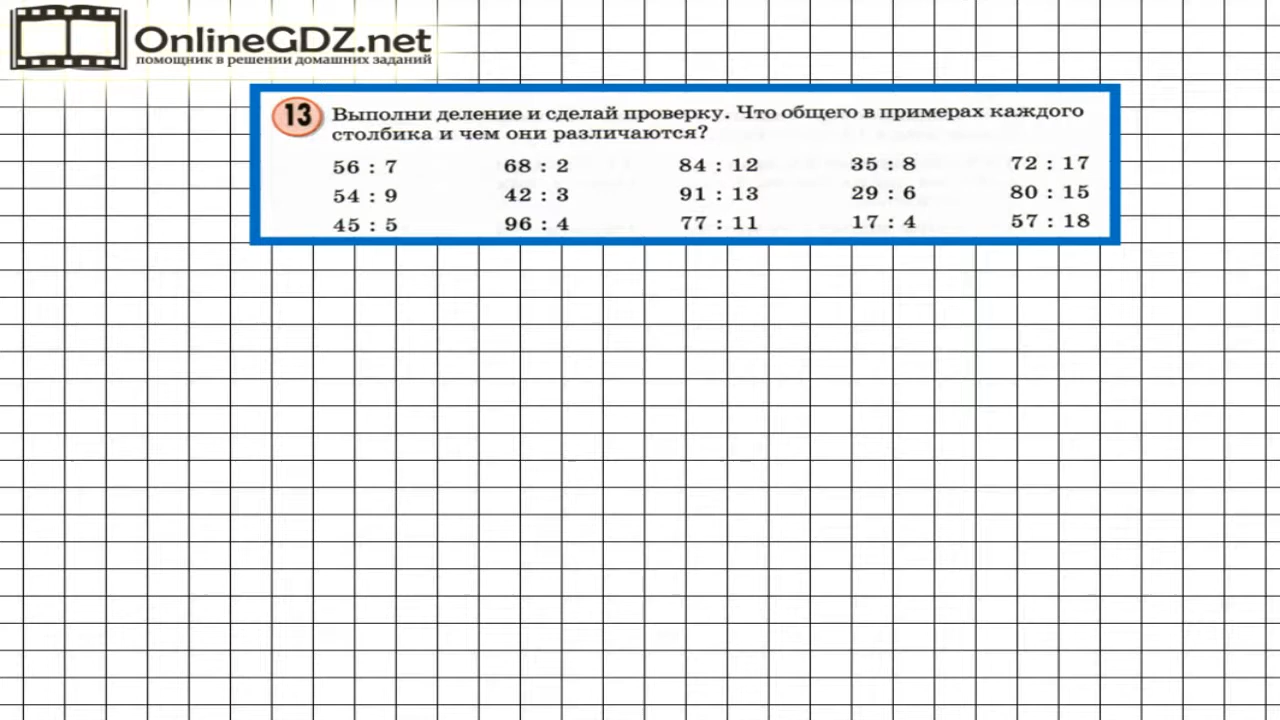 OnlineGDZ.net
помощник в решении домашних заданий
13 Выполни деление и сделай проверку. Что общего в примерах каждого
столбика и чем они различаются?
56 : 7 68 : 2 84 : 12 35 : 8 72 : 17
54 : 9 42 : 3 91 : 13 29 : 6 80 : 15
45 : 5 96 : 4 77 : 11 17 : 4 57 : 18